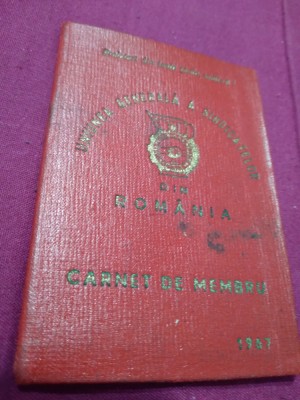 UNIUNEA GENERALĂ A SINDICATELOR
DIN
ROMÂNIA
CARNET DE MEMBRU